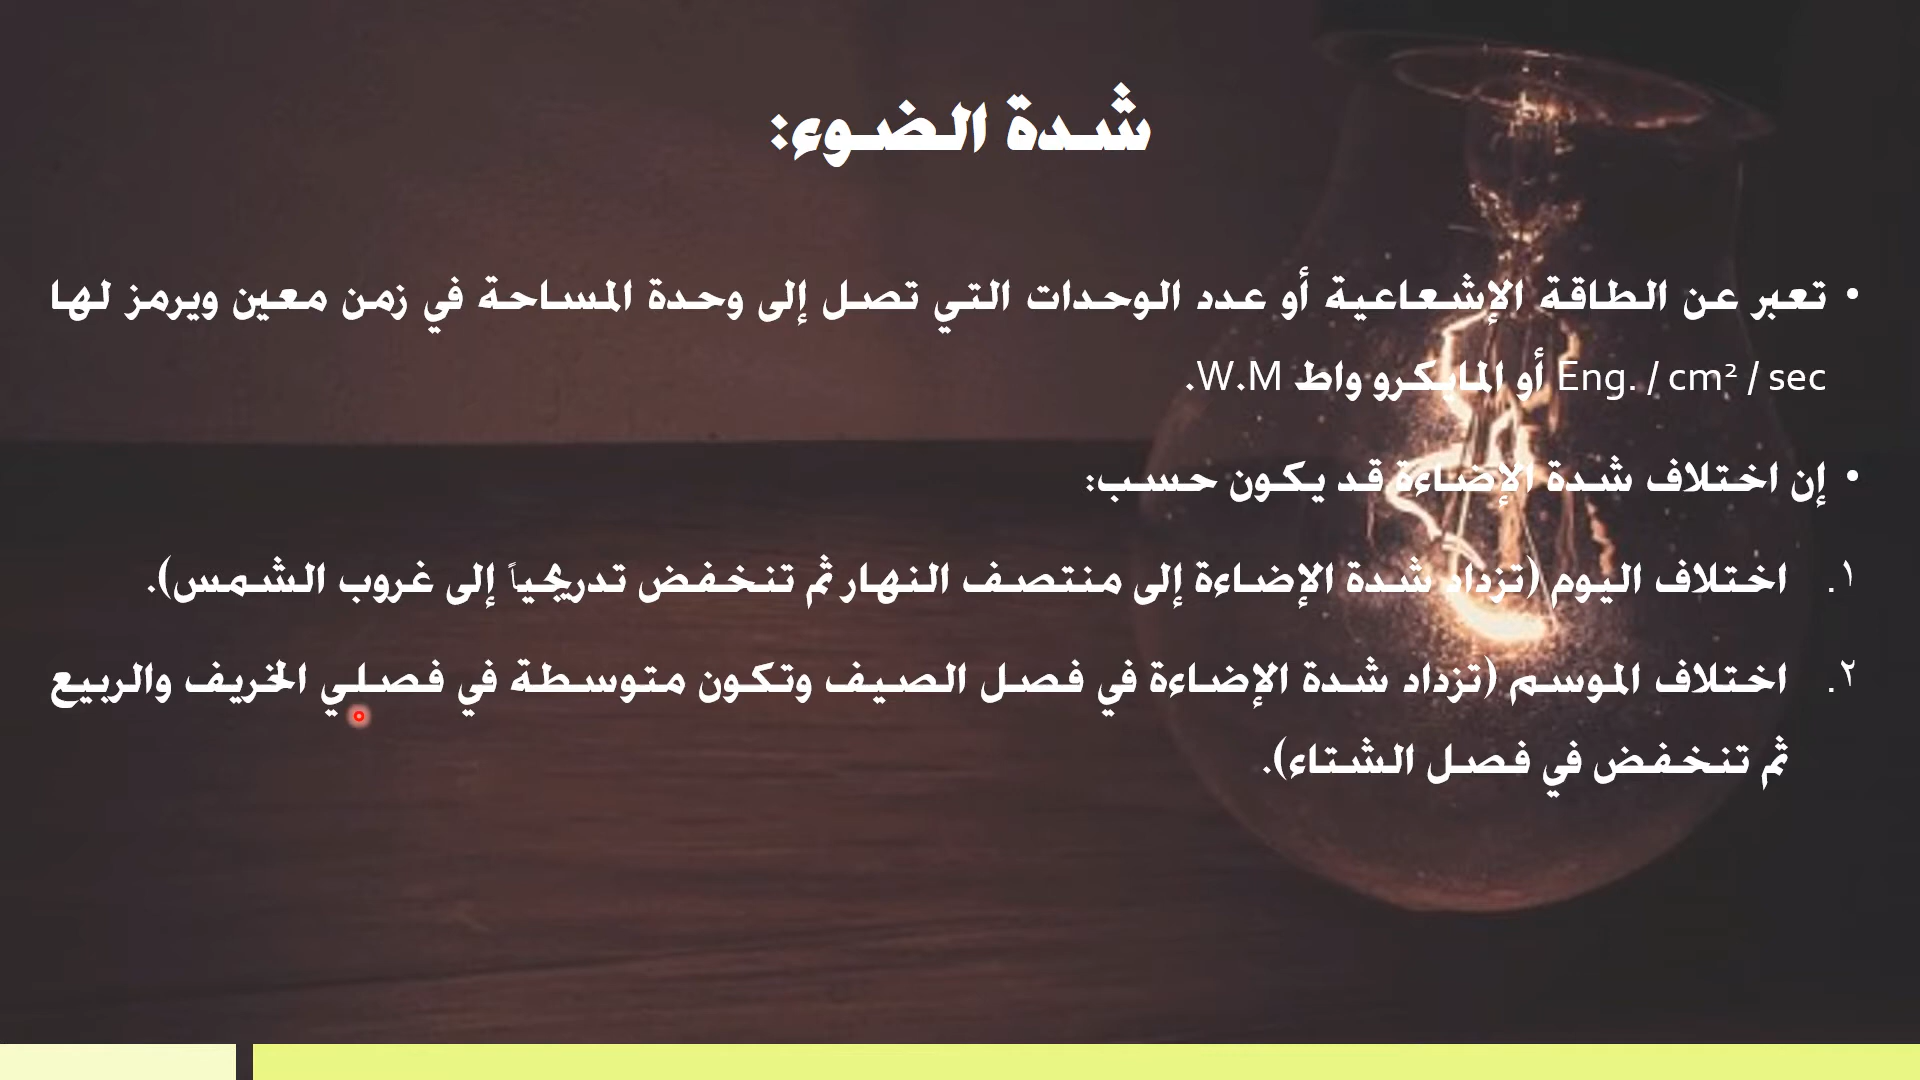 شدة الضوء:
• تعبر عن الطاقة الإشعاعية أو عدد الوحدات التي تصل إلى وحدة المساحة في زمن معين ويرمز لها
Eng. / cm² / sec أو المايكرو واط W.M.
• إن اختلاف شدة الإضاءة قد يكون حسب:
١. اختلاف اليوم (تزداد شدة الإضاءة إلى منتصف النهار ثم تنخفض تدريجياً إلى غروب الشمس).
٢. اختلاف الموسم (تزداد شدة الإضاءة في فصل الصيف وتكون متوسطة في فصلي الخريف والربيع
ثم تنخفض في فصل الشتاء).